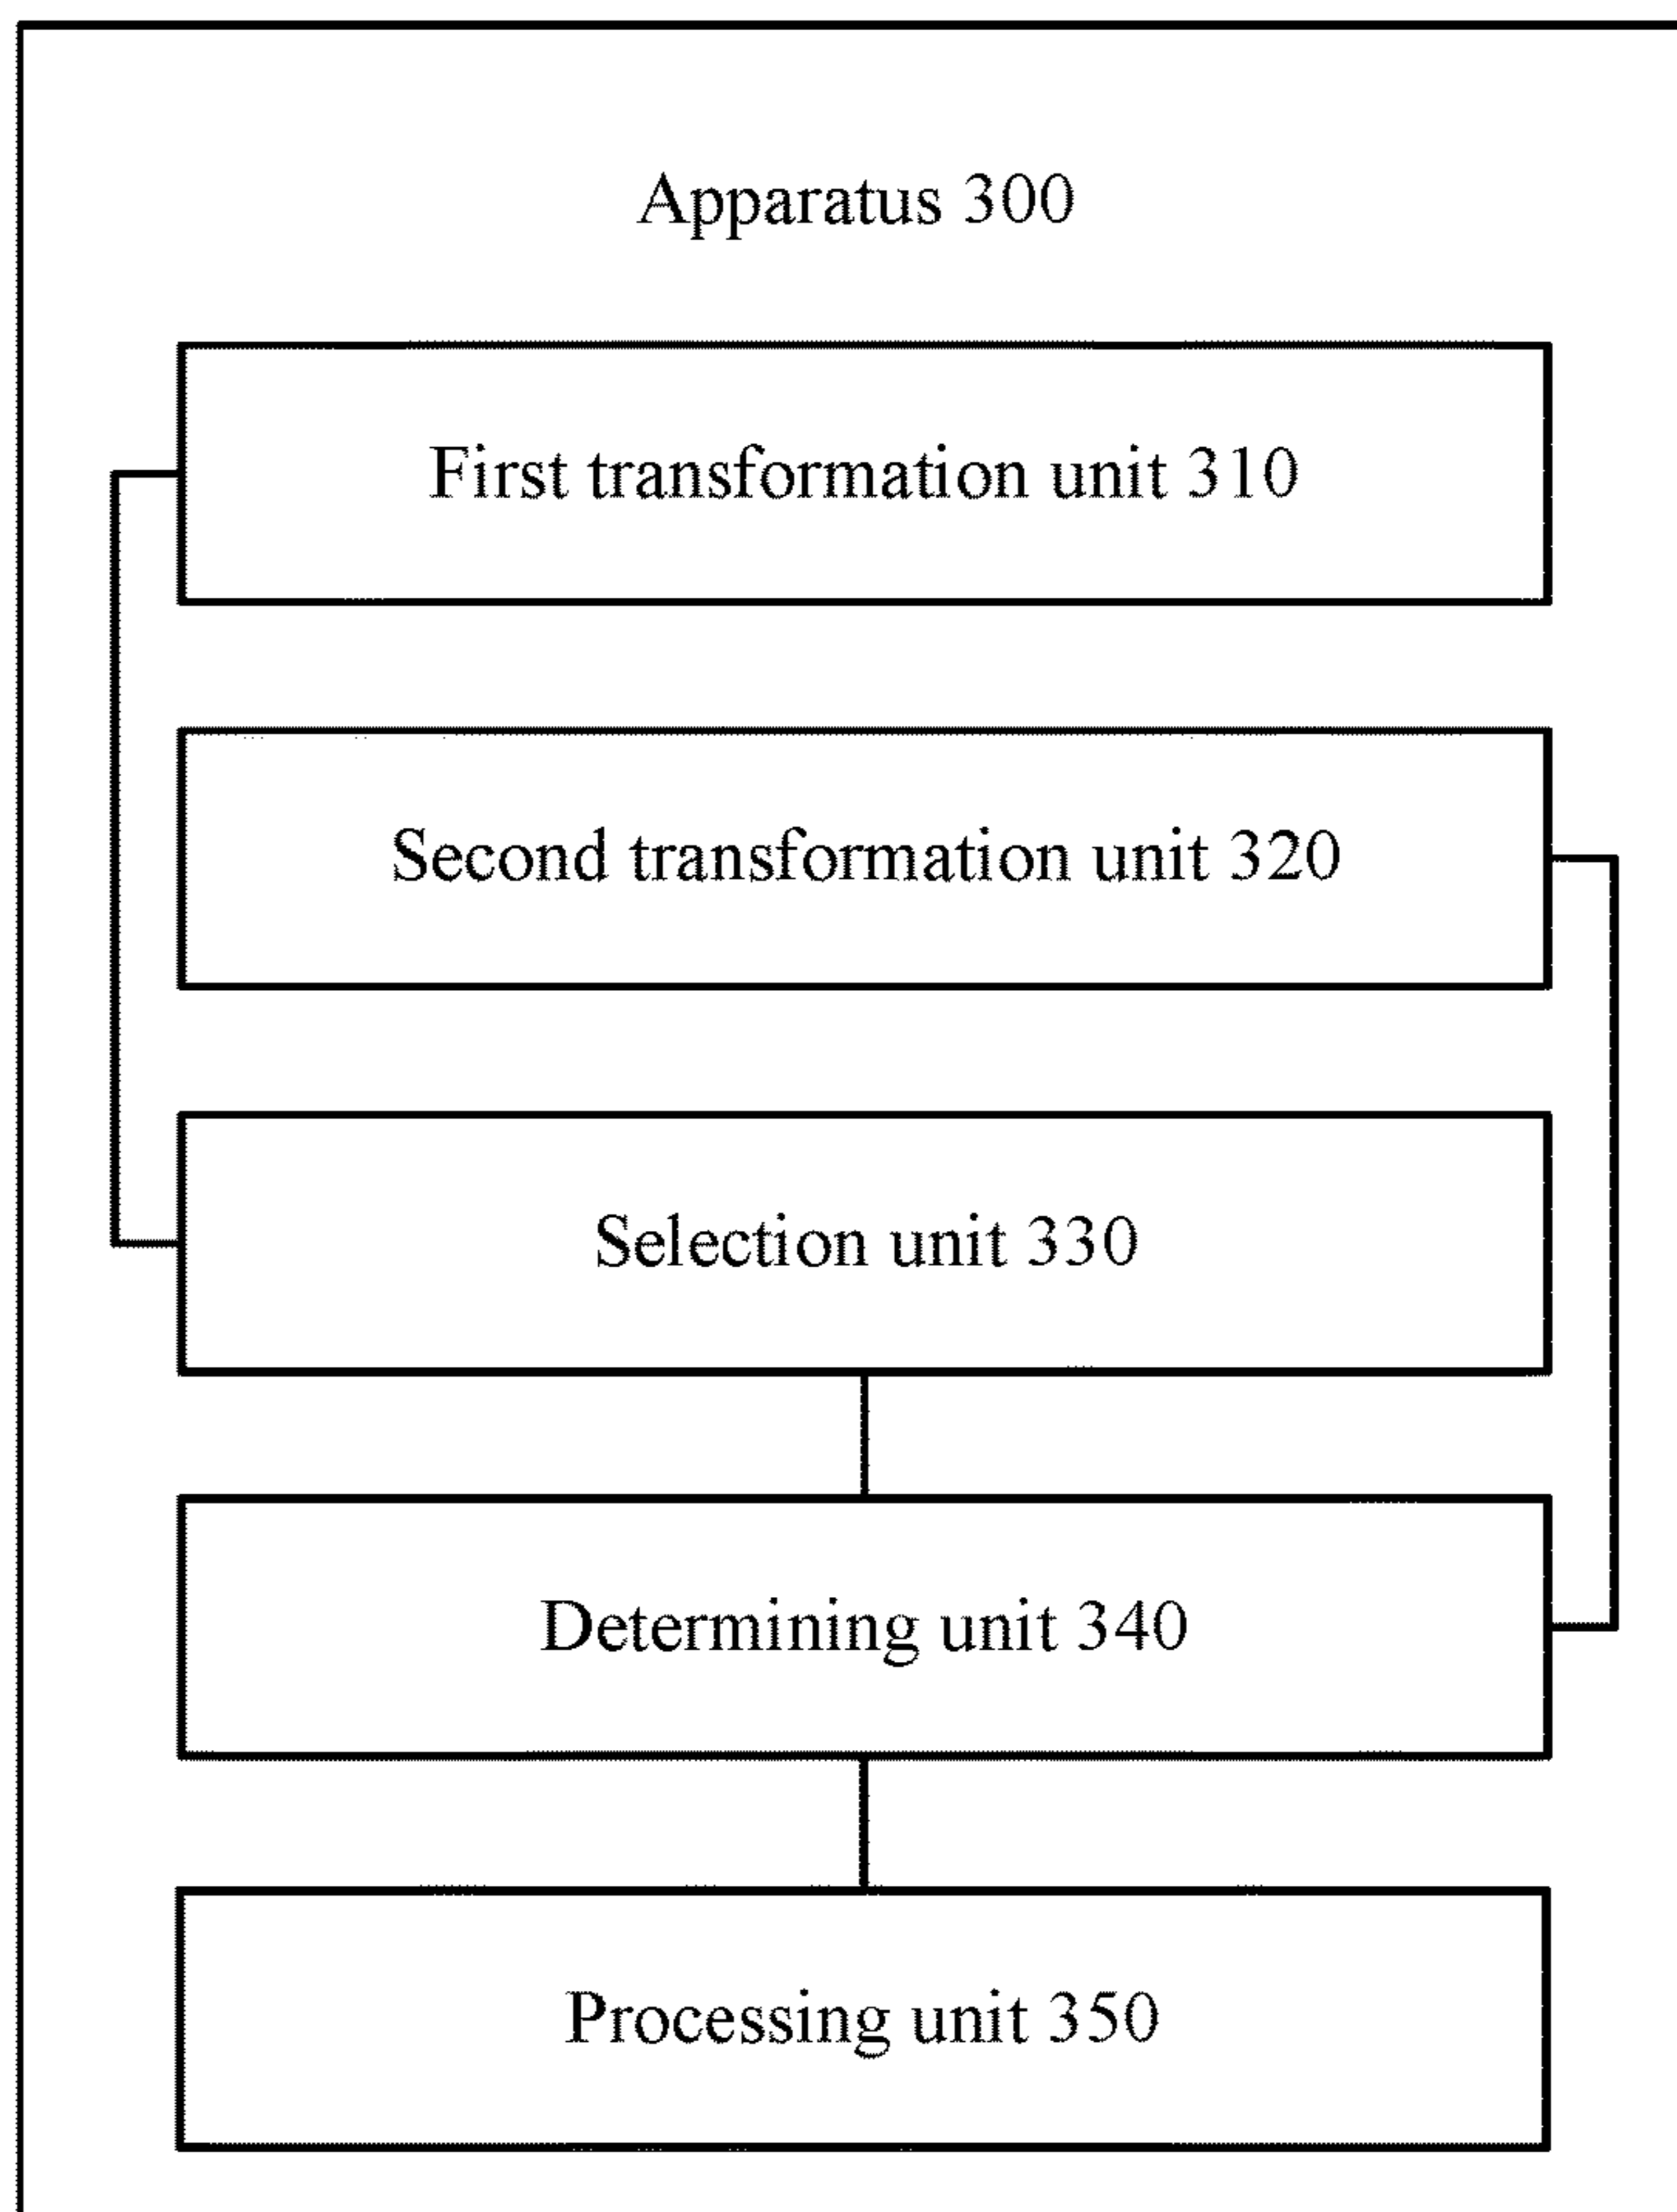 Apparatus 300
First transformation unit 310
Second transformation unit 320
Selection unit 330
Determining unit 340
Processing unit 350